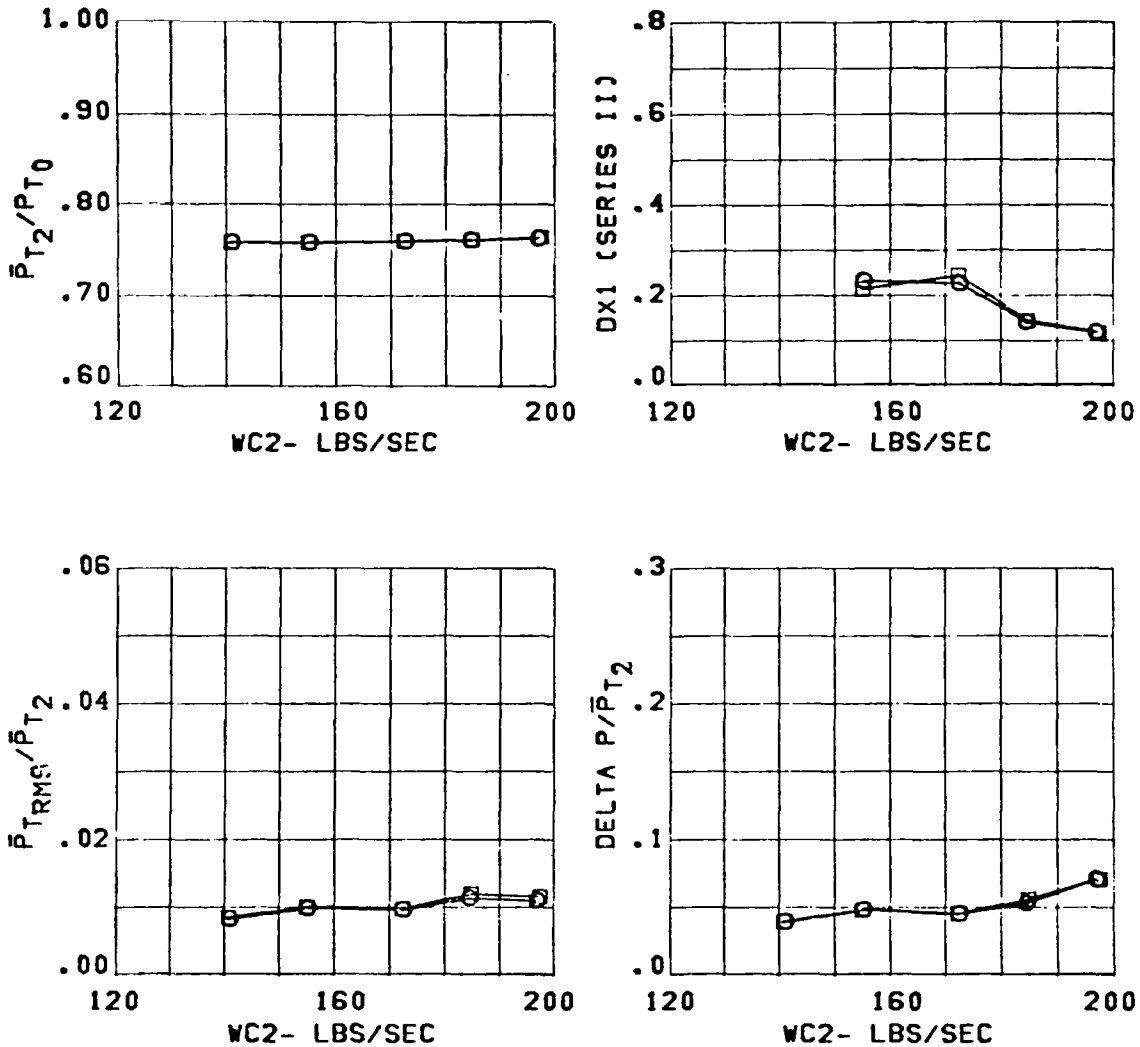 1.00
.90
.80
.70
.60
P̄T2/PT0
120 160 200
WC2- LBS/SEC
.8
.6
.4
.2
.0
DX1 (SERIES II)
120 160 200
WC2- LBS/SEC
.06
.04
.02
.00
P̄TRMS/P̄T2
120 160 200
WC2- LBS/SEC
.3
.2
.1
.0
DELTA P/P̄T2
120 160 200
WC2- LBS/SEC